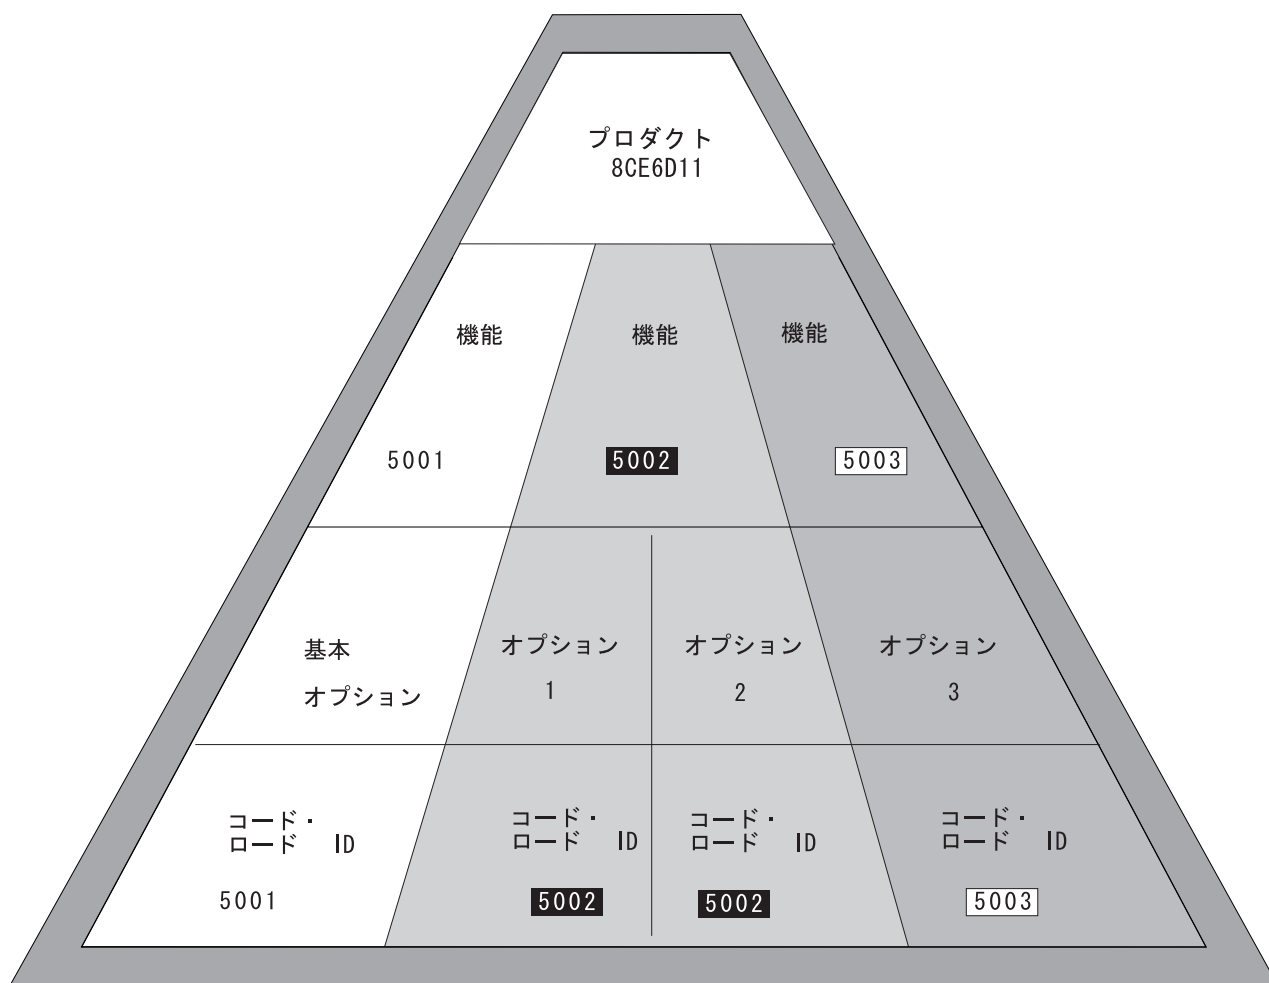 プロダクト
8CE6D11
機能 機能 機能
5001 5002 5003
基本
オプション
オプション
1
オプション
2
オプション
3
コード・
ロード ID
5001
コード・
ロード ID
5002
コード・
ロード ID
5002
コード・
ロード ID
5003